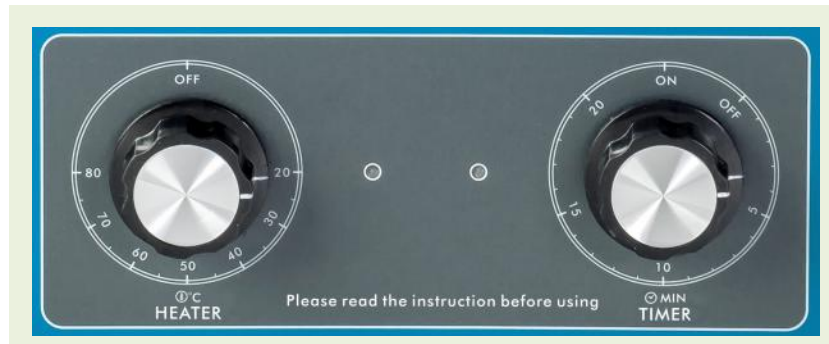 OFF
80
20
70
30
60
40
50
°C
HEATER
Please read the instruction before using
ON
OFF
20
5
15
10
MIN
TIMER